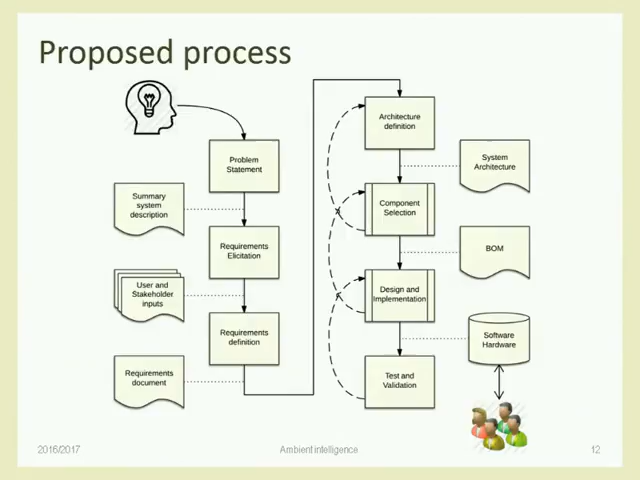 Proposed process
Problem
Statement
Summary
system
description
Requirements
Elicitation
User and
Stakeholder
inputs
Requirements
definition
Requirements
document
Architecture
definition
System
Architecture
Component
Selection
BOM
Design and
Implementation
Software
Hardware
Test and
Validation
2016/2017
Ambient intelligence
12